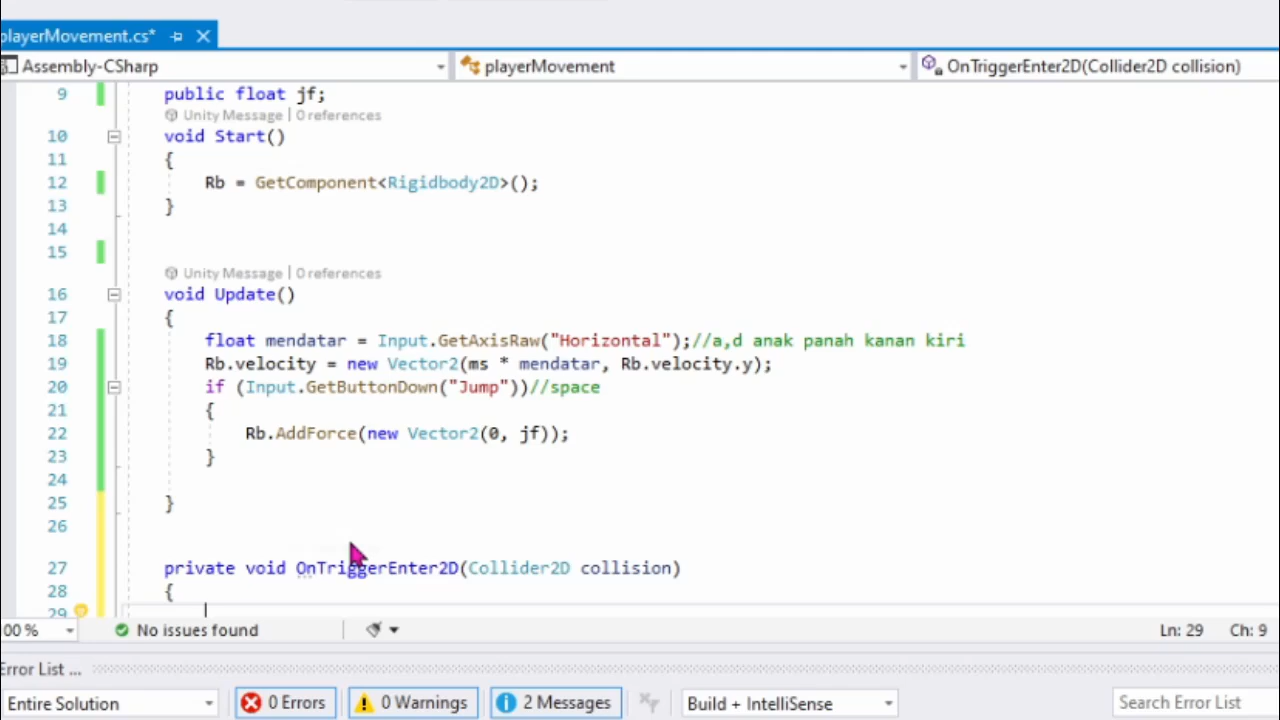 playerMovement.cs*
Assembly-CSharp playerMovement OnTriggerEnter2D(Collider2D collision)
9 public float jf;
Unity Message | 0 references
10 void Start()
11 {
12 Rb = GetComponent<Rigidbody2D>();
13 }
14
15
Unity Message | 0 references
16 void Update()
17 {
18 float mendatar = Input.GetAxisRaw("Horizontal");//a,d anak panah kanan kiri
19 Rb.velocity = new Vector2(ms * mendatar, Rb.velocity.y);
20 if (Input.GetButtonDown("Jump"))//space
21 {
22 Rb.AddForce(new Vector2(0, jf));
23 }
24
25 }
26
27 private void OnTriggerEnter2D(Collider2D collision)
28 {
29
00 % No issues found Ln: 29 Ch: 9
Error List ...
Entire Solution 0 Errors 0 Warnings 2 Messages Build + IntelliSense Search Error List